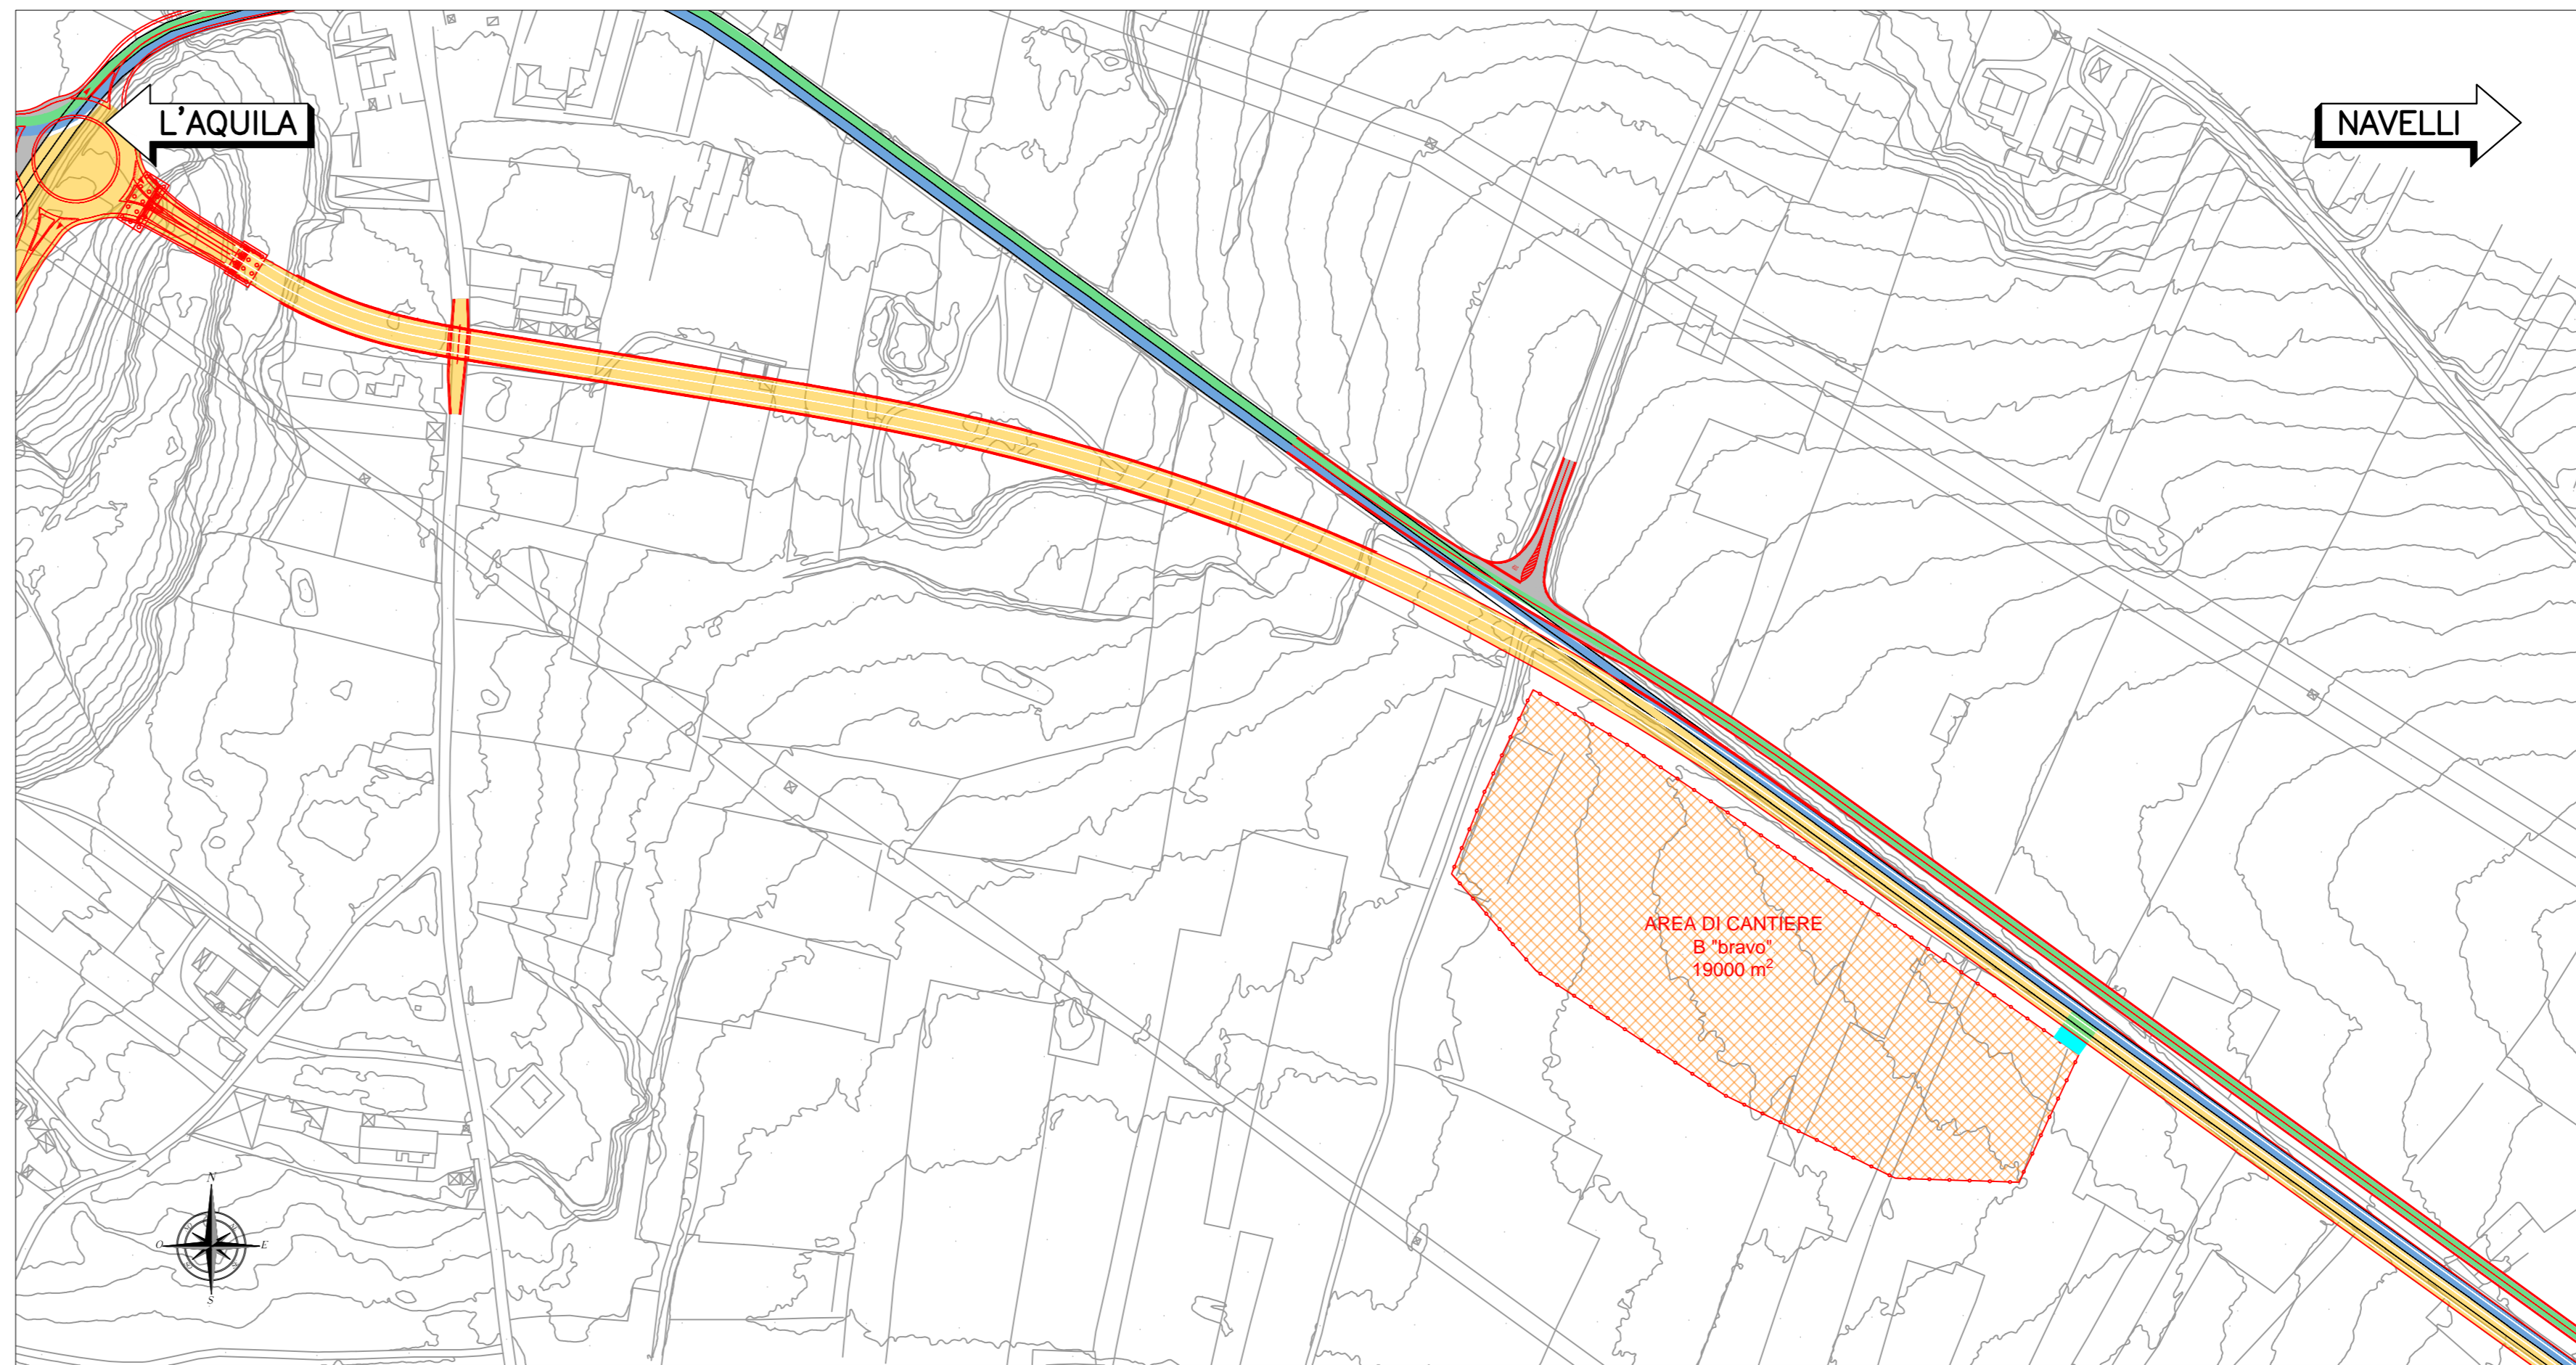 L'AQUILA
NAVELLI
AREA DI CANTIERE
B "bravo"
19000 m²
N
O
E
S